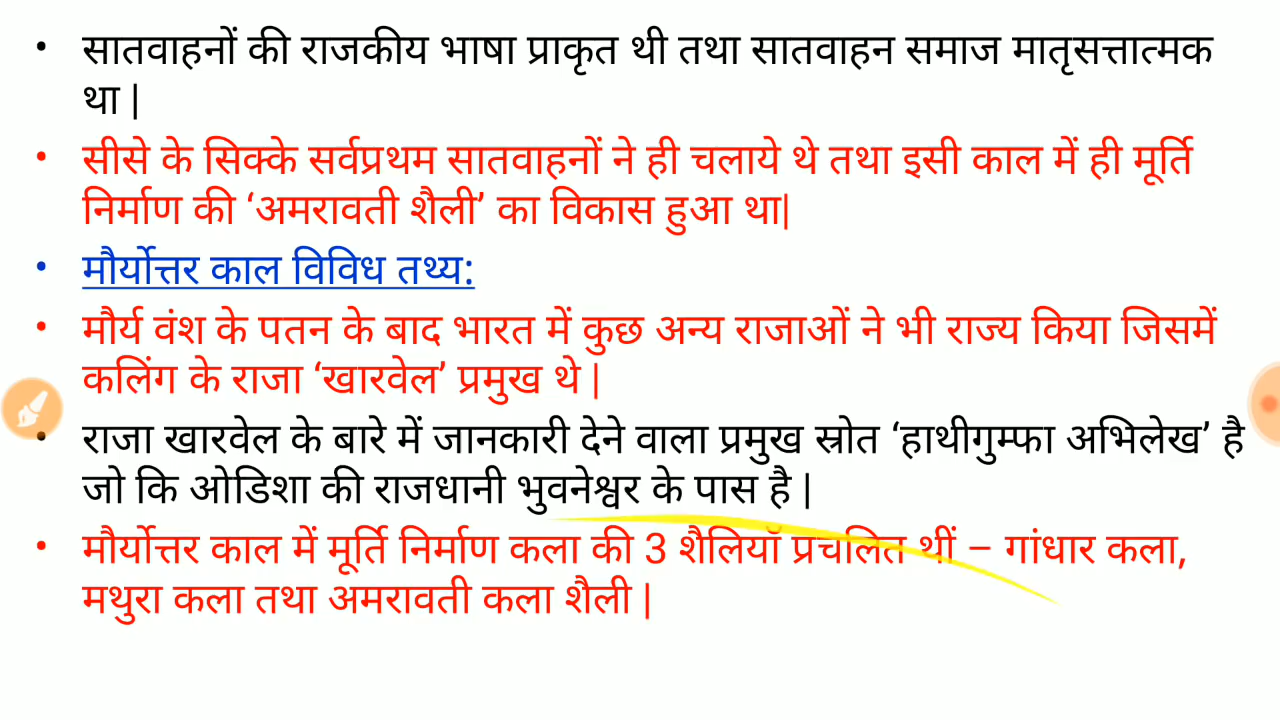 • सातवाहनों की राजकीय भाषा प्राकृत थी तथा सातवाहन समाज मातृसत्तात्मक
था |
• सीसे के सिक्के सर्वप्रथम सातवाहनों ने ही चलाये थे तथा इसी काल में ही मूर्ति
निर्माण की ‘अमरावती शैली’ का विकास हुआ था|
• मौर्योत्तर काल विविध तथ्य:
• मौर्य वंश के पतन के बाद भारत में कुछ अन्य राजाओं ने भी राज्य किया जिसमें
कलिंग के राजा ‘खारवेल’ प्रमुख थे |
• राजा खारवेल के बारे में जानकारी देने वाला प्रमुख स्रोत ‘हाथीगुम्फा अभिलेख’ है
जो कि ओडिशा की राजधानी भुवनेश्वर के पास है |
• मौर्योत्तर काल में मूर्ति निर्माण कला की 3 शैलियाँ प्रचलित थीं – गांधार कला,
मथुरा कला तथा अमरावती कला शैली |